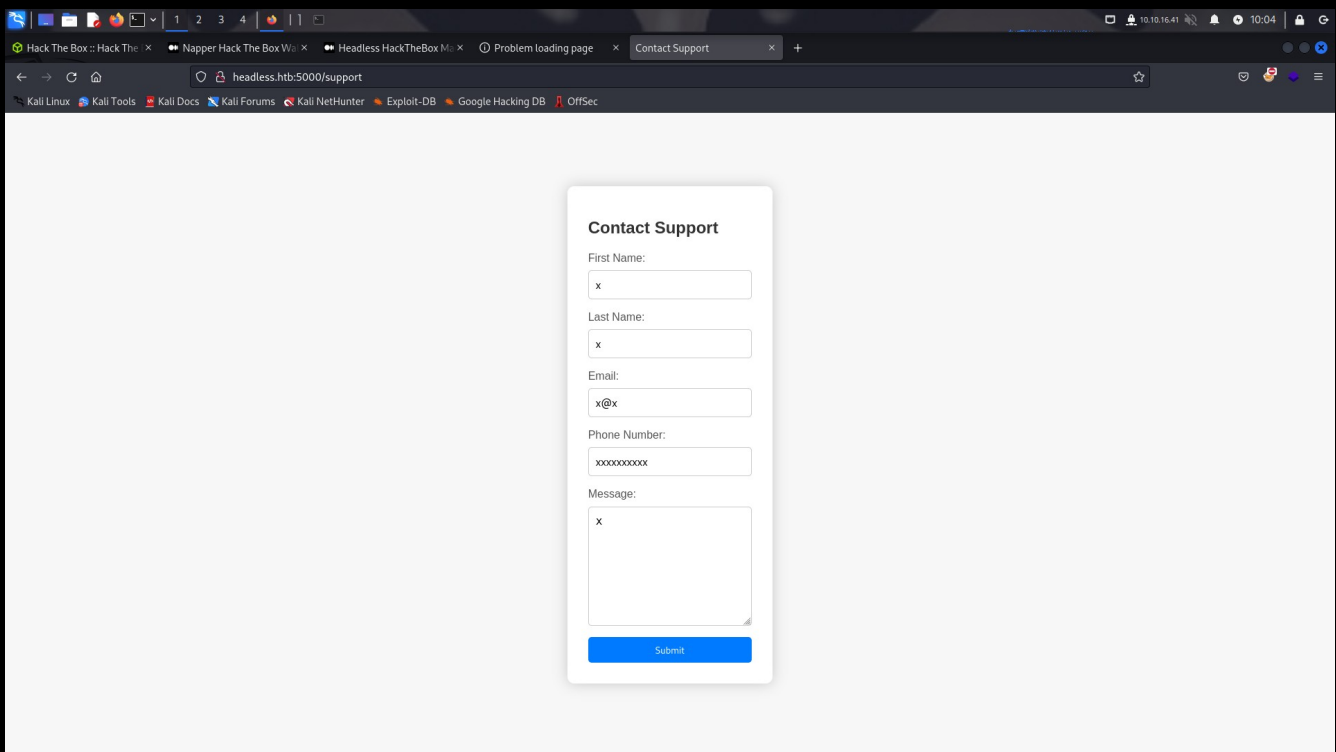 1 2 3 4 10.10.16.41 10:04
Hack The Box :: Hack The Napper Hack The Box Wa Headless HackTheBox Ma Problem loading page Contact Support
headless.htb:5000/support
Kali Linux Kali Tools Kali Docs Kali Forums Kali NetHunter Exploit-DB Google Hacking DB OffSec
Contact Support
First Name:
x
Last Name:
x
Email:
x@x
Phone Number:
xxxxxxxxxx
Message:
x
Submit